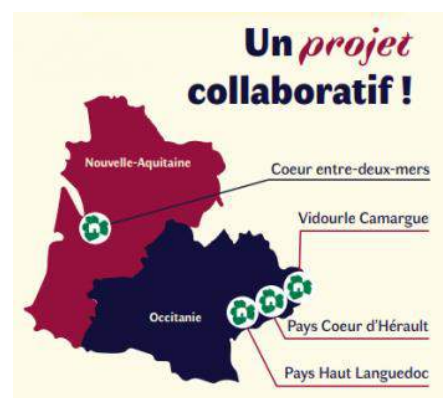 Un projet
collaboratif !
Nouvelle-Aquitaine
Coeur entre-deux-mers
Vidourle Camargue
Occitanie
Pays Coeur d'Hérault
Pays Haut Languedoc